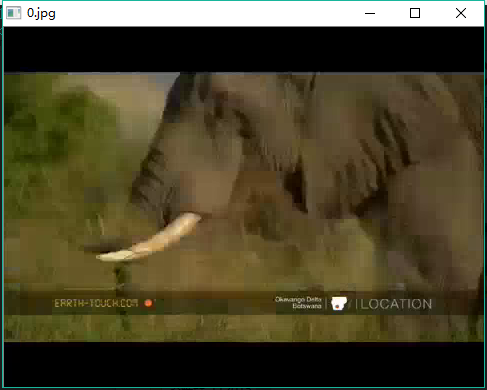 0.jpg
EARTH-TOUCH.COM
Okavango Delta
Botswana
LOCATION